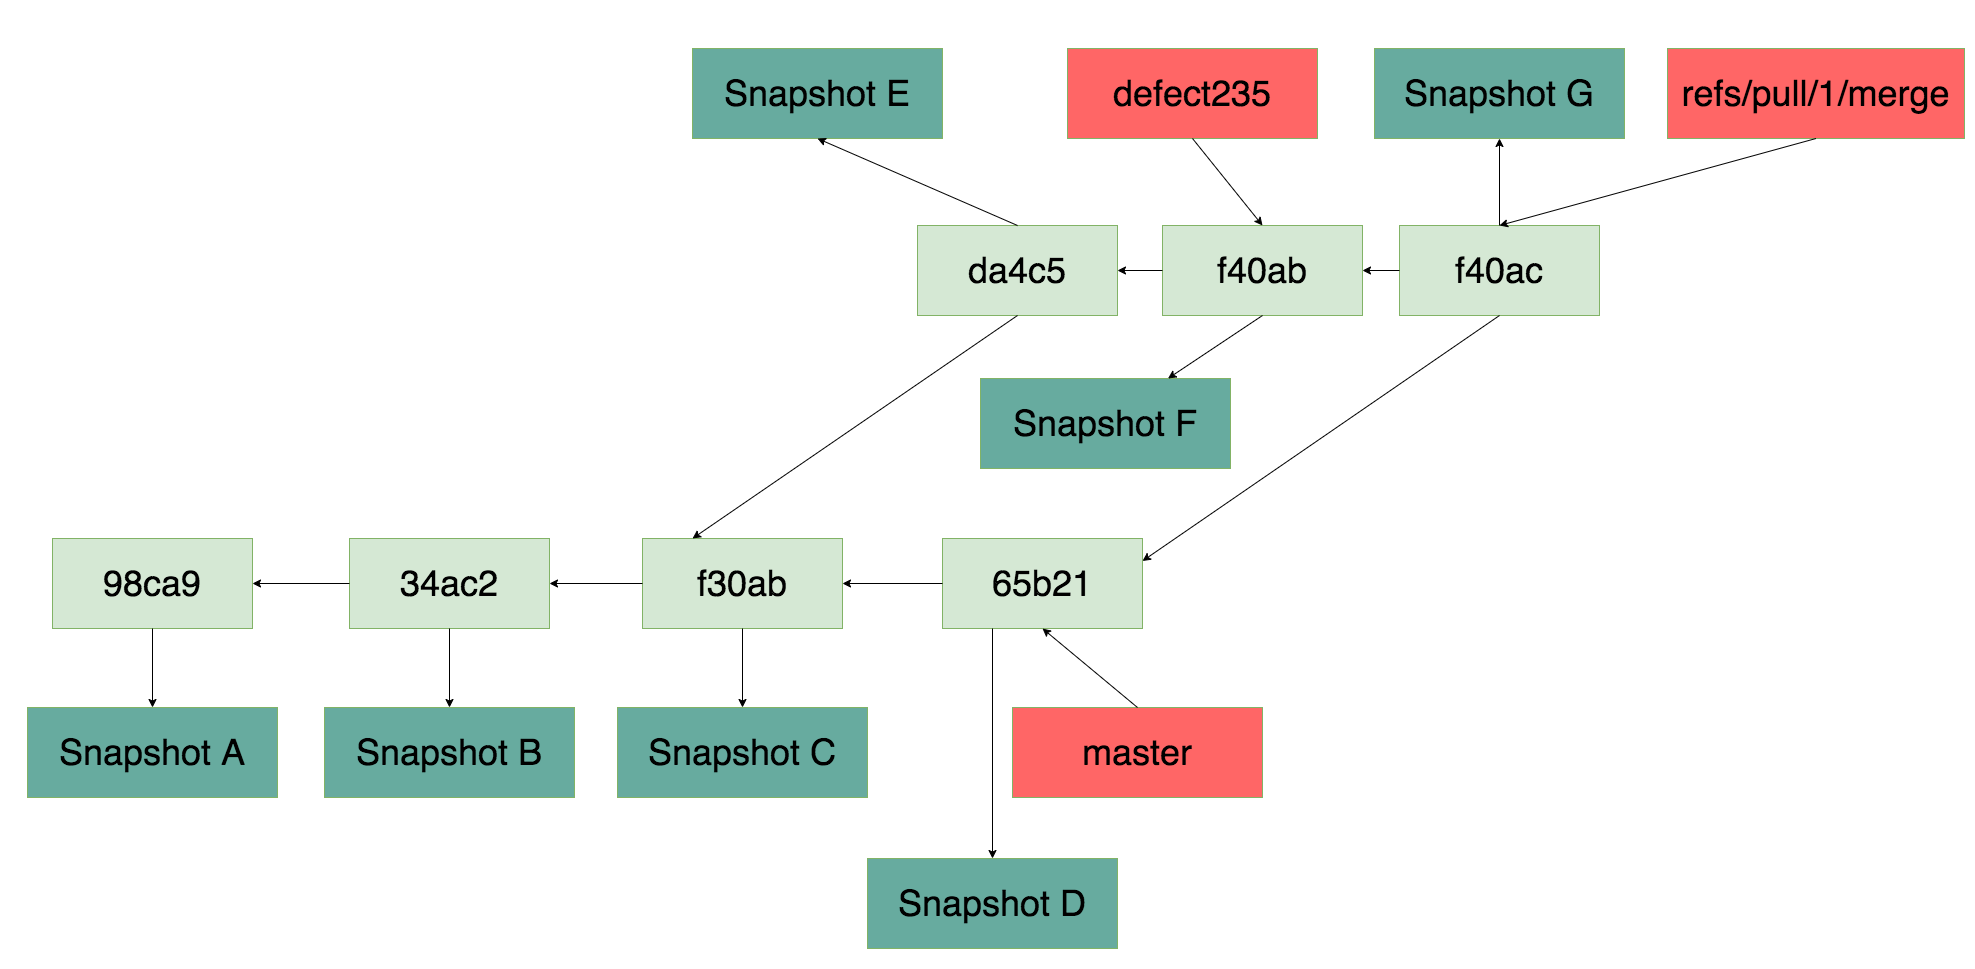 Snapshot E
defect235
Snapshot G
refs/pull/1/merge
da4c5
f40ab
f40ac
Snapshot F
98ca9
34ac2
f30ab
65b21
Snapshot A
Snapshot B
Snapshot C
master
Snapshot D